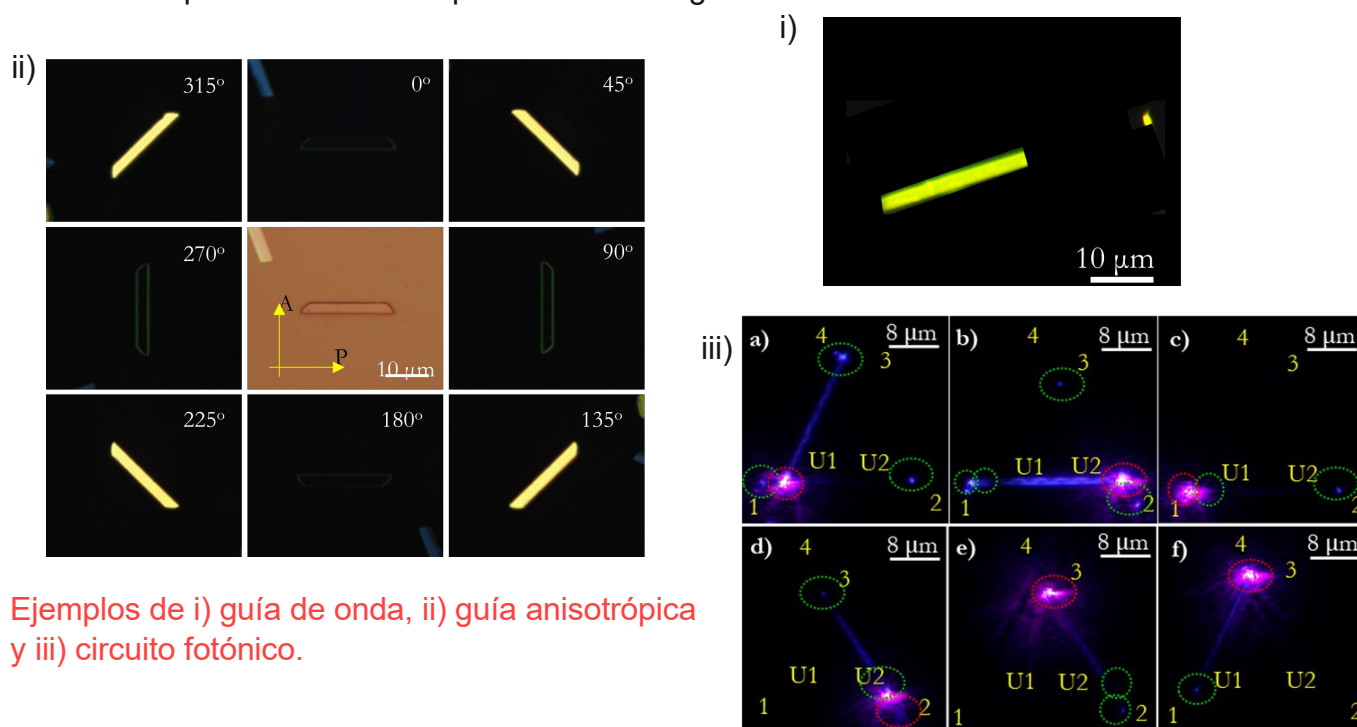 ii)
315º
0º
45º
270º
A
P
10 µm
90º
225º
180º
135º
Ejemplos de i) guía de onda, ii) guía anisotrópica
y iii) circuito fotónico.
i)
10 µm
iii)
a)
4
8 µm
3
U1
U2
1
2
b)
4
8 µm
3
U1
U2
1
2
c)
4
8 µm
3
U1
U2
1
2
d)
4
8 µm
3
U1
U2
1
2
e)
4
8 µm
3
U1
U2
1
2
f)
4
8 µm
3
U1
U2
1
2